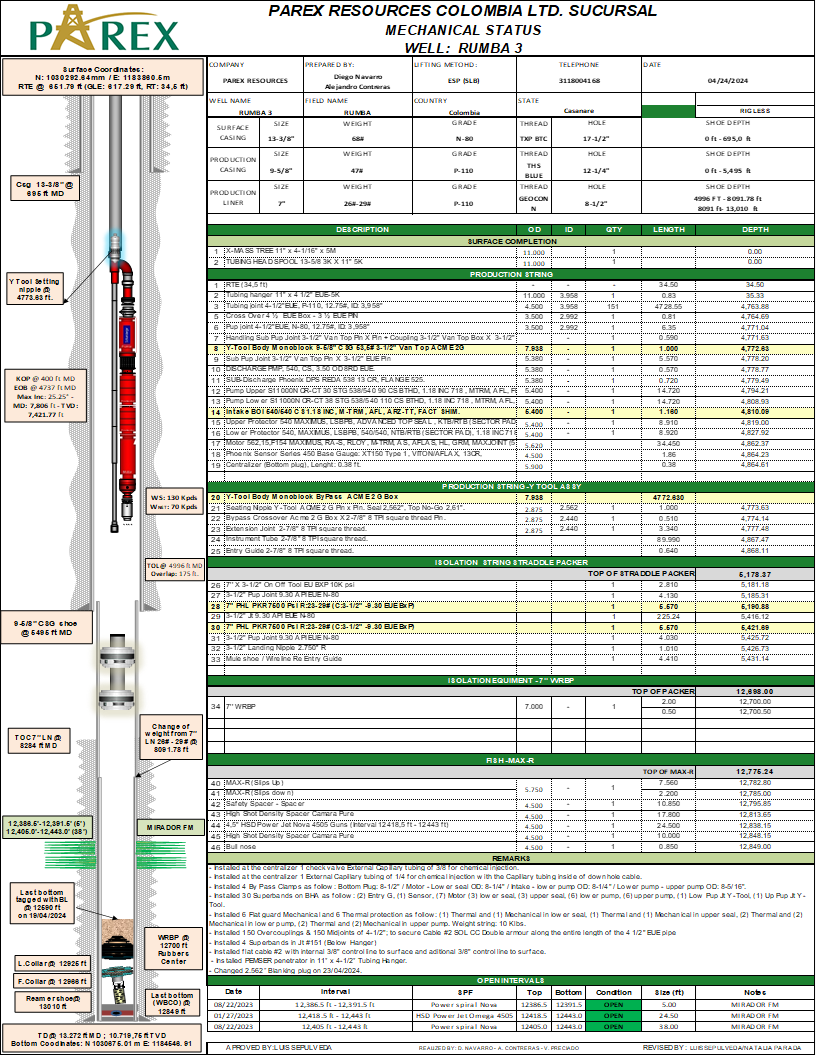 PAREX
PAREX RESOURCES COLOMBIA LTD. SUCURSAL
MECHANICAL STATUS
WELL: RUMBA 3
Surface Coordinates:
N: 1030292.64mm / E: 1183860.5m
RTE @ 651.79 ft (GLE: 617.29 ft, RT: 34,5 ft)
COMPANY PREPARED BY: LIFTING METOHD: TELEPHONE DATE
PAREX RESOURCES Diego Navarro Alejandro Contreras ESP (SLB) 3118004168 04/24/2024
WELL NAME FIELD NAME COUNTRY STATE
RUMBA 3 RUMBA Colombia Casanare RIGLESS
SURFACE CASING SIZE WEIGHT GRADE THREAD HOLE SHOE DEPTH
13-3/8" 68# N-80 TXP BTC 17-1/2" 0 ft - 695,0 ft
PRODUCTION CASING SIZE WEIGHT GRADE THREAD HOLE SHOE DEPTH
9-5/8" 47# P-110 THS BLUE 12-1/4" 0 ft - 5,495 ft
PRODUCTION LINER SIZE WEIGHT GRADE THREAD HOLE SHOE DEPTH
7" 26#-29# P-110 GEOCONN 8-1/2" 4996 FT - 8091.78 ft
8091 ft- 13,010 ft
DESCRIPTION OD ID QTY LENGTH DEPTH
SURFACE COMPLETION
1 X-MASS TREE 11" x 4-1/16" x 5M 11.000 1 0.00
2 TUBING HEAD SPOOL 13-5/8 3K X 11" 5K 11.000 1 0.00
PRODUCTION STRING
1 RTE (34,5 ft) - - - 34.50 34.50
2 Tubing hanger 11" x 4 1/2" EUE-5K 11.000 3.958 1 0.83 35.33
3 Tubing joint 4-1/2"EUE, P-110, 12.75#, ID. 3,958" 4.500 3.958 151 4728.55 4,763.88
5 Cross Over 4 ½ EUE Box - 3 ½ EUE PIN 3.500 2.992 1 0.81 4,764.69
6 Pup joint 4-1/2"EUE, N-80, 12.75#, ID. 3,958" 3.500 2.992 1 6.35 4,771.04
7 Handling Sub Pup Joint 3-1/2" Van Top Pin X Pin + Coupling 3-1/2" Van Top Box X 3-1/2" - 1 0.590 4,771.63
8 Y-Tool Body Monoblook 9-5/8" CSG 53,5# 3-1/2" Van Top ACME 2G 7.938 - 1 1.000 4,772.63
9 Sub Pup Joint 3-1/2" Van Top Pin X 3-1/2" EUE Pin 5.380 - 1 5.570 4,778.20
10 DISCHARGE PMP, 540, CS, 3.50 OD 8RD EUE. 5.380 - 1 0.570 4,778.77
11 SUB-Discharge Phoenix DPS REDA 538 13 CR, FLANGE 525. 5.380 - 1 0.720 4,779.49
12 Pump Upper S11000N CR-CT 30 STG 538/540 90 CS BTHD, 1.18 INC 718 , MTRM, AFL, F 5.400 - 1 14.720 4,794.21
13 Pump Lower S11000N CR-CT 38 STG 538/540 110 CS BTHD, 1.18 INC 718 , MTRM, AFL, 5.400 - 1 14.720 4,808.93
14 Intake BOI 540/540 CS 1.18 INC, M-TRM , AFL, ARZ-TT, FACT SHIM. 5.400 - 1 1.160 4,810.09
15 Upper Protector 540 MAXIMUS, LSBPB, ADVANCED TOP SEAL , KTB/RTB (SECTOR PAD 5.400 - 1 8.910 4,819.00
16 Lower Protector 540, MAXIMUS, LSBPB, 540/540, NTB/RTB (SECTOR PAD), 1.18 INC 71 5.400 - 1 8.920 4,827.92
17 Motor 562,15,F154 MAXIMUS, RA-S, RLOY, M-TRM, AS, AFLAS, HL, GRM, MAXJOINT (5 5.620 34.450 4,862.37
18 Phoenix Sensor Series 450 Base Gauge: XT150 Type 1 , VITON/AFLAX, 13CR. 4.500 1.86 4,864.23
19 Centralizer (Bottom plug), Lenght: 0.38 ft. 5.900 0.38 4,864.61
PRODUCTION STRING-Y TOOL ASSY
20 Y-Tool Body Monoblook ByPass ACME 2 G Box 7.938 4772.630
21 Seating Nipple Y -Tool ACME 2 G Pin x Pin. Seal 2,562", Top No-Go 2,61". 2.875 2.562 1 1.000 4,773.63
22 Bypass Crossover Acme 2 G Box X 2-7/8" 8 TPI square thread Pin. 2.875 2.440 1 0.510 4,774.14
23 Extension Joint 2-7/8" 8 TPI square thread. 2.875 2.440 1 3.340 4,777.48
24 Instrument Tube 2-7/8" 8 TPI square thread. 89.990 4,867.47
25 Entry Guide 2-7/8" 8 TPI square thread. 0.640 4,868.11
ISOLATION STRING STRADDLE PACKER
TOP OF STRADDLE PACKER 5,178.37
26 7" X 3-1/2" On Off Tool EU BXP 10K psi 1 2.810 5,181.18
27 3-1/2" Pup Joint 9.30 API EUE N-80 1 4.130 5,185.31
28 7" PHL PKR 7500 Psi R:23-29# (C:3-1/2" -9.30 EUE BxP) 1 5.570 5,190.88
29 3-1/2" Jt 9.30 API EUE N-80 1 225.24 5,416.12
30 7" PHL PKR 7500 Psi R:23-29# (C:3-1/2" -9.30 EUE BxP) 1 5.570 5,421.69
31 3-1/2" Pup Joint 9.30 API EUE N-80 1 4.030 5,425.72
32 3-1/2" Landing Nipple 2.750" R 1 1.010 5,426.73
33 Mule shoe / Wireline Re Entry Guide 1 4.410 5,431.14
ISOLATION EQUIMENT - 7" WRBP
TOP OF PACKER 12,698.00
34 7" WRBP 7.000 - 1 2.00 12,700.00
0.50 12,700.50
FISH -MAX-R
TOP OF MAX-R 12,775.24
40 MAX-R (Slips Up) 5.750 - 1 7.560 12,782.80
41 MAX-R (Slips down) 2.200 12,785.00
42 Safety Spacer - Spacer 4.500 - 1 10.850 12,795.85
43 High Shot Density Spacer Camara Pure 4.500 - 1 17.800 12,813.65
44 4,5" HSD Power Jet Nova 4505 Guns (Interval 12418,5 ft - 12443 ft) 4.500 - 1 24.500 12,838.15
45 High Shot Density Spacer Camara Pure 4.500 - 1 10.000 12,848.15
46 Bull nose 4.500 - 1 0.850 12,849.00
REMARKS
- Installed at the centralizer 1 check valve External Capillary tubing of 3/8 for chemical injection.
- Installed at the centralizer 1 External Capillary tubing of 1/4 for chemical injection with the Capillary tubing inside of downhole cable.
- Installed 4 By Pass Clamps as follow : Bottom Plug: 8-1/2" / Motor - Lower seal OD: 8-1/4" / Intake - lower pump OD: 8-1/4" / Lower pump - upper pump OD: 8-5/16".
- Installed 30 Superbands on BHA as follow : (2) Entry G, (1) Sensor, (7) Motor (3) lower seal, (3) upper seal, (6) lower pump, (6) upper pump, (1) Low Pup Jt Y-Tool, (1) Up Pup Jt Y-Tool.
- Installed 6 Flat guard Mechanical and 6 Thermal protection as follow : (1) Thermal and (1) Mechanical in lower seal, (1) Thermal and (1) Mechanical in upper seal, (2) Thermal and (2) Mechanical in lower pump, (2) Thermal and (2) Mechanical in upper pump. Weight string: 10 Klbs.
- Installed 150 Overcouplings & 150 Midjoints of 4-1/2"; to secure Cable #2 SOL CC Double armour along the entire length of the 4 1/2" EUE pipe
- Installed 4 Superbands in Jt #151 (Below Hanger)
- Installed flat cable #2 with internal 3/8" control line to surface and aditional 3/8" control line to surface.
- Installed PEMSER penetrator in 11" x 4-1/2" Tubing Hanger.
- Changed 2.562" Blanking plug on 23/04/2024.
OPEN INTERVALS
Date Interval SPF Top Bottom Condition Size (ft) Notes
08/22/2023 12,386.5 ft - 12,391.5 ft Power spiral Nova 12386.5 12391.5 OPEN 5.00 MIRADOR FM
01/27/2023 12,418.5 ft - 12,443 ft HSD Power Jet Omega 4505 12418.5 12443.0 OPEN 24.50 MIRADOR FM
08/22/2023 12,405 ft - 12,443 ft Power spiral Nova 12405.0 12443.0 OPEN 38.00 MIRADOR FM
APROVED BY: LUIS SEPULVEDA REALIZED BY: D. NAVARRO - A. CONTRERAS - V. PRECIADO REVISED BY : LUIS SEPULVEDA/NATALIA PARADA
Csg 13-3/8" @
695 ft MD
Y Tool Setting
nipple @
4773.63 ft.
KOP @ 400 ft MD
EOB @ 4737 ft MD
Max Inc: 25.25° -
MD: 7,806 ft - TVD:
7,421.77 ft
WS: 130 Kpds
WNET: 70 Kpds
TOL @ 4996 ft MD
Overlap: 175 ft.
9-5/8" CSG shoe
@ 5495 ft MD
TOC 7" LN @
8284 ft MD
Change of
weight from 7"
LN 26# - 29# @
8091.78 ft
12,386.5'-12,391.5' (5')
12,405.0'-12,443.0' (38')
MIRADOR FM
Last bottom
tagged with BL
@ 12690 ft
on 19/04/2024
WRBP @
12700 ft
Rubbers
Center
L.Collar @ 12925 ft
F.Collar @ 12966 ft
Reamer shoe@
13010 ft
Last bottom
(WBCO) @
12849 ft
TD@ 13.272 ft MD ; 10.719,75 ft TVD
Bottom Coordinates: N 1030675.01 m E: 1184546.91